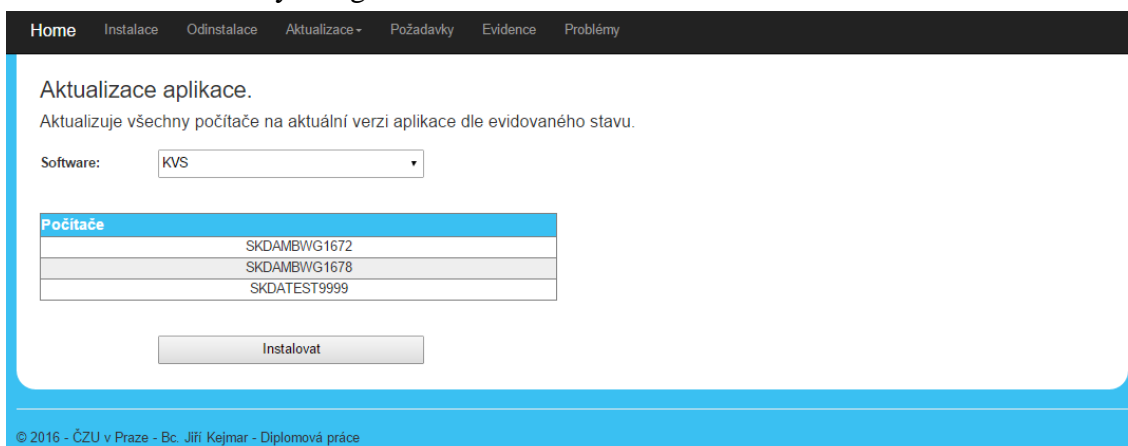 Home Instalace Odinstalace Aktualizace Požadavky Evidence Problémy
Aktualizace aplikace.
Aktualizuje všechny počítače na aktuální verzi aplikace dle evidovaného stavu.
Software: KVS
Počítače
SKDAMBWG1672
SKDAMBWG1678
SKDATEST9999
Instalovat
© 2016 - ČZU v Praze - Bc. Jiří Kejmar - Diplomová práce